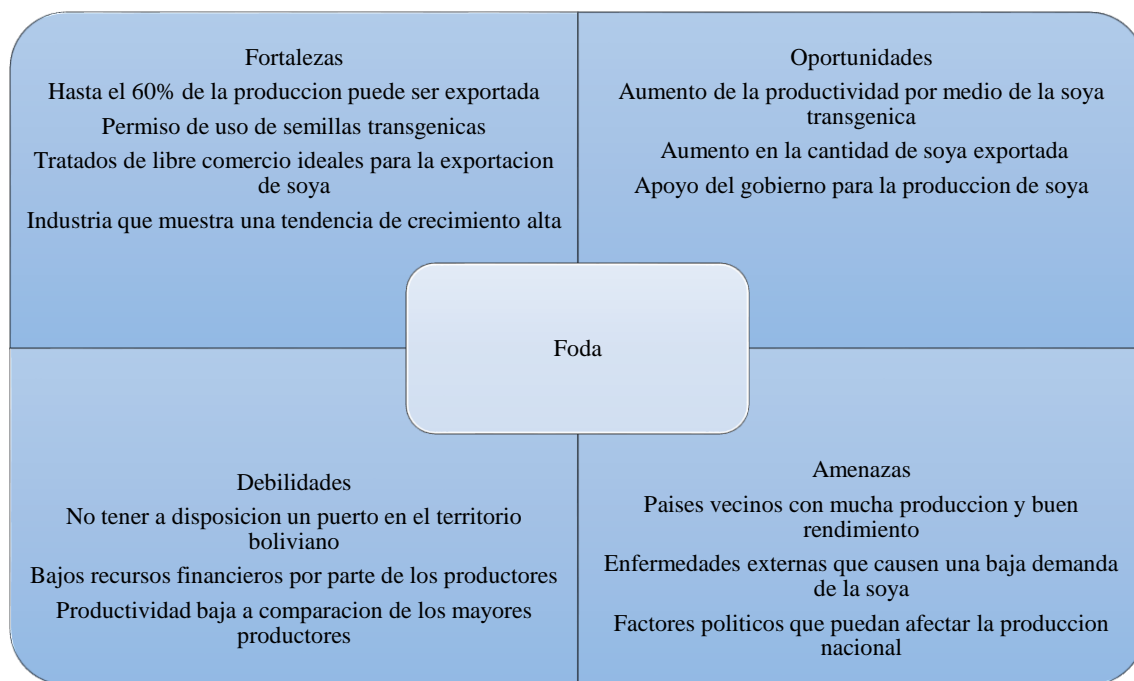 Fortalezas
Hasta el 60% de la produccion puede ser exportada
Permiso de uso de semillas transgenicas
Tratados de libre comercio ideales para la exportacion
de soya
Industria que muestra una tendencia de crecimiento alta
Oportunidades
Aumento de la productividad por medio de la soya
transgenica
Aumento en la cantidad de soya exportada
Apoyo del gobierno para la produccion de soya
Foda
Debilidades
No tener a disposicion un puerto en el territorio
boliviano
Bajos recursos financieros por parte de los productores
Productividad baja a comparacion de los mayores
productores
Amenazas
Paises vecinos con mucha produccion y buen
rendimiento
Enfermedades externas que causen una baja demanda
de la soya
Factores politicos que puedan afectar la produccion
nacional